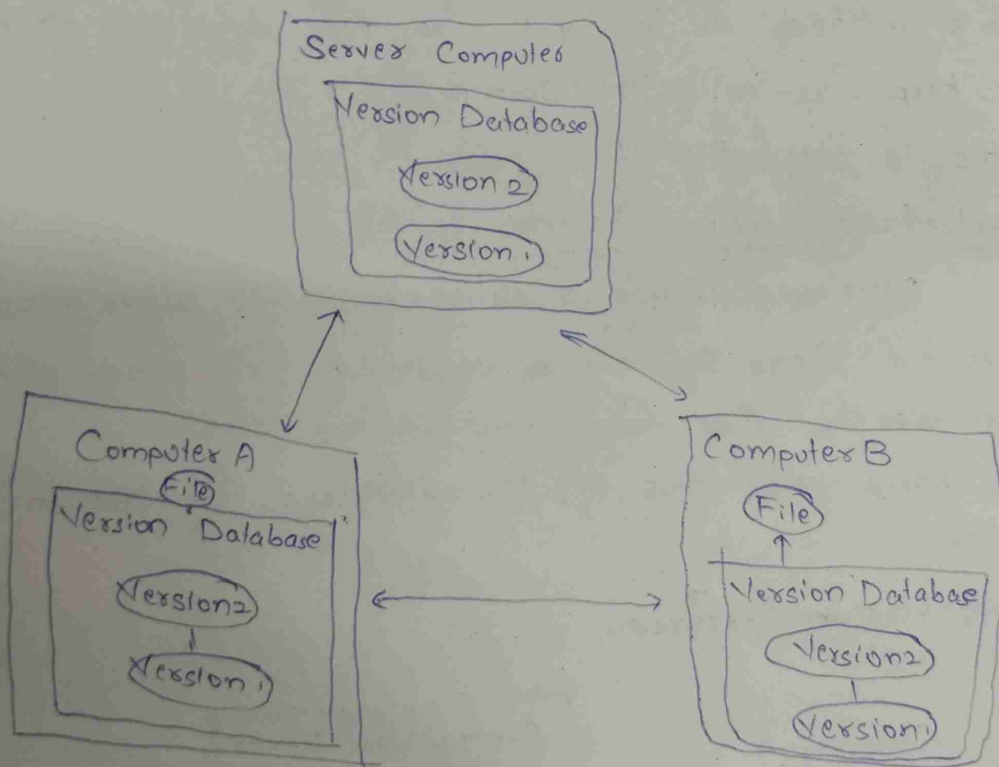 Server Computer
Version Database
Version 2
Version 1
Computer A
File
Version Database
Version 2
Version 1
Computer B
File
Version Database
Version 2
Version 1